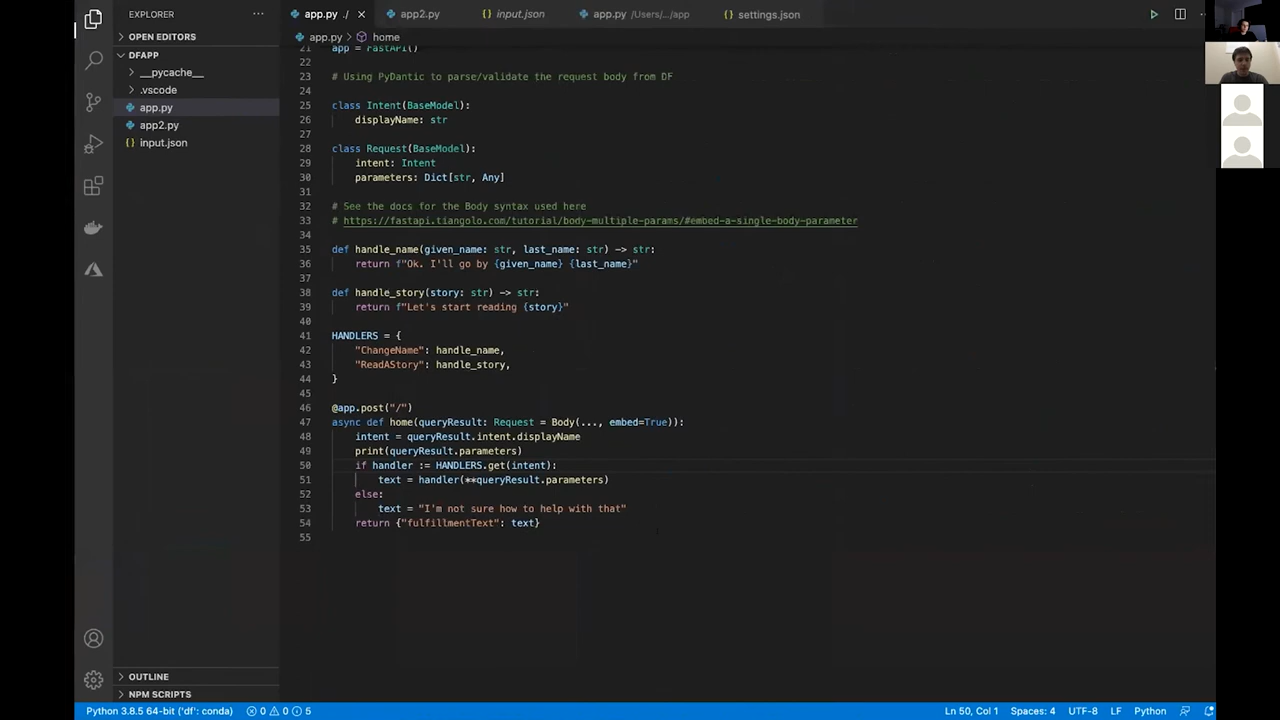 EXPLORER
app.py ./
app2.py
input.json
app.py /Users/.../app
settings.json
OPEN EDITORS
DFAPP
__pycache__
.vscode
app.py
app2.py
input.json
OUTLINE
NPM SCRIPTS
app.py > home
21 app = FastAPI()
22
23 # Using PyDantic to parse/validate the request body from DF
24
25 class Intent(BaseModel):
26 displayName: str
27
28 class Request(BaseModel):
29 intent: Intent
30 parameters: Dict[str, Any]
31
32 # See the docs for the Body syntax used here
33 # https://fastapi.tiangolo.com/tutorial/body-multiple-params/#embed-a-single-body-parameter
34
35 def handle_name(given_name: str, last_name: str) -> str:
36 return f"Ok. I'll go by {given_name} {last_name}"
37
38 def handle_story(story: str) -> str:
39 return f"Let's start reading {story}"
40
41 HANDLERS = {
42 "ChangeName": handle_name,
43 "ReadAStory": handle_story,
44 }
45
46 @app.post("/")
47 async def home(queryResult: Request = Body(..., embed=True)):
48 intent = queryResult.intent.displayName
49 print(queryResult.parameters)
50 if handler := HANDLERS.get(intent):
51 text = handler(**queryResult.parameters)
52 else:
53 text = "I'm not sure how to help with that"
54 return {"fulfillmentText": text}
55
Python 3.8.5 64-bit ('df': conda)
0
0
5
Ln 50, Col 1
Spaces: 4
UTF-8
LF
Python